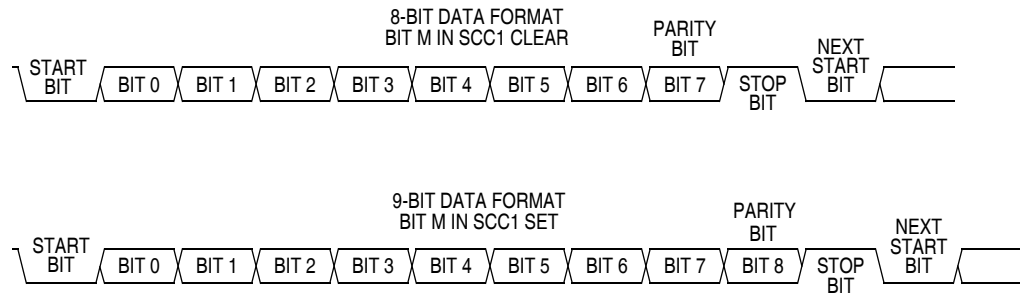 8-BIT DATA FORMAT
BIT M IN SCC1 CLEAR
PARITY
BIT
NEXT
START
BIT
START
BIT
BIT 0
BIT 1
BIT 2
BIT 3
BIT 4
BIT 5
BIT 6
BIT 7
STOP
BIT
9-BIT DATA FORMAT
BIT M IN SCC1 SET
PARITY
BIT
NEXT
START
BIT
START
BIT
BIT 0
BIT 1
BIT 2
BIT 3
BIT 4
BIT 5
BIT 6
BIT 7
BIT 8
STOP
BIT